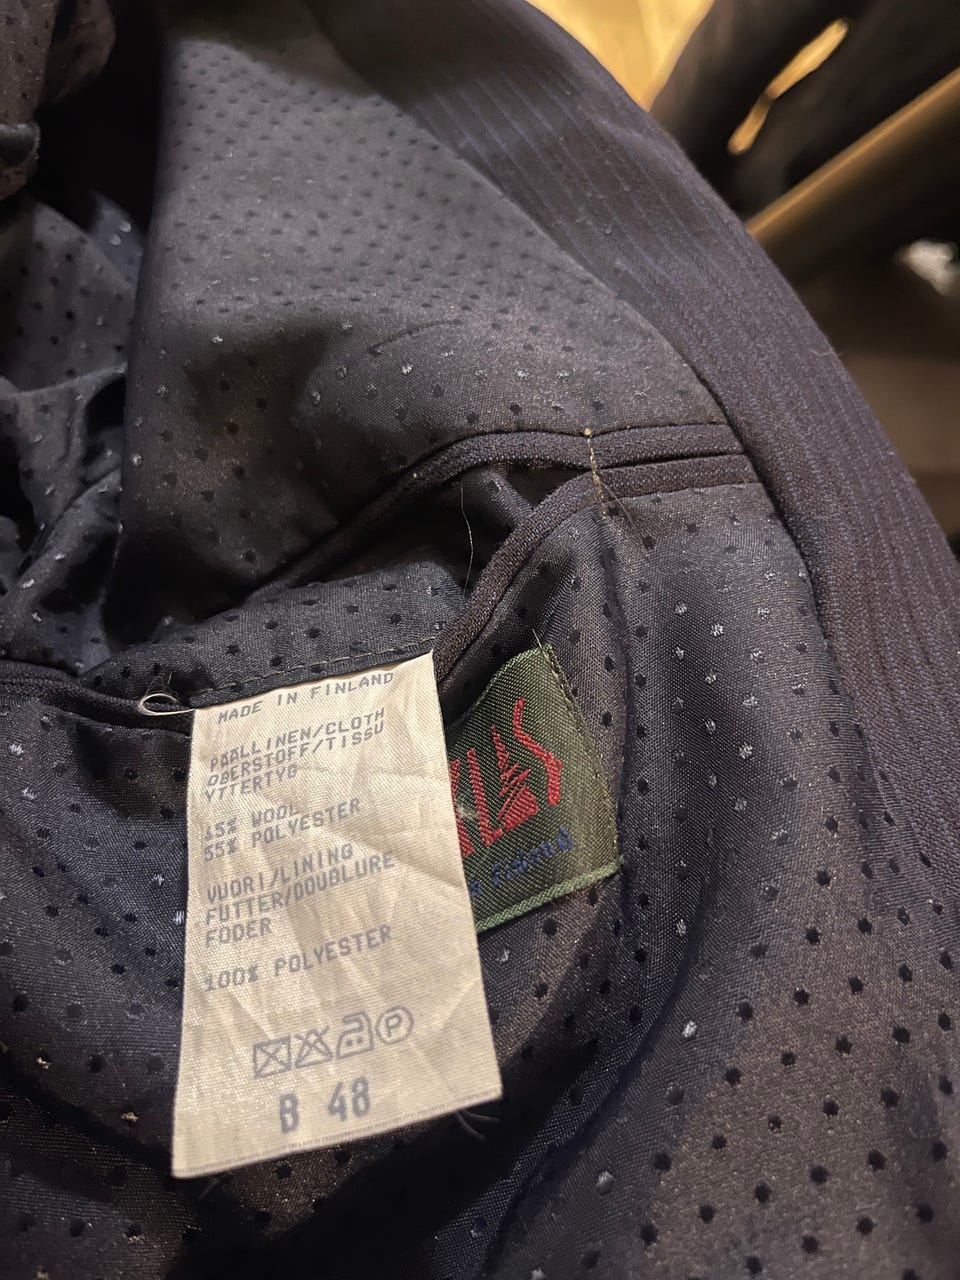 MADE IN FINLAND
PÄÄLLINEN/CLOTH
OBERSTOFF/TISSU
YTTERTYG
45% WOOL
55% POLYESTER
VUORI/LINING
FUTTER/DOUBLURE
FODER
100% POLYESTER
P
B 48